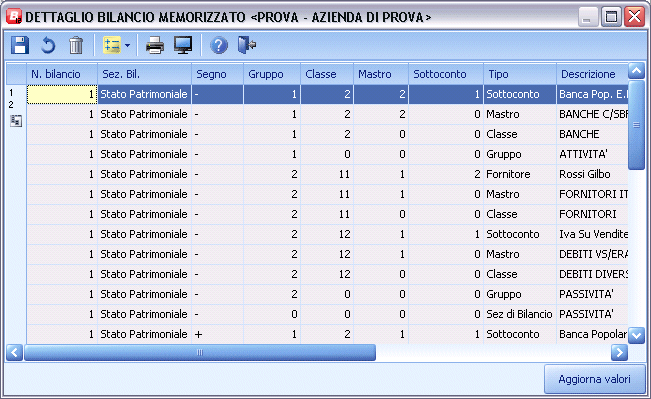 DETTAGLIO BILANCIO MEMORIZZATO <PROVA - AZIENDA DI PROVA>
N. bilancio Sez. Bil. Segno Gruppo Classe Mastro Sottoconto Tipo Descrizione
1 1 Stato Patrimoniale - 1 2 2 1 Sottoconto Banca Pop. E.
2 1 Stato Patrimoniale - 1 2 2 0 Mastro BANCHE C/SBF
1 Stato Patrimoniale - 1 2 0 0 Classe BANCHE
1 Stato Patrimoniale - 1 0 0 0 Gruppo ATTIVITA'
1 Stato Patrimoniale - 2 11 1 2 Fornitore Rossi Gilbo
1 Stato Patrimoniale - 2 11 1 0 Mastro FORNITORI IT
1 Stato Patrimoniale - 2 11 0 0 Classe FORNITORI
1 Stato Patrimoniale - 2 12 1 1 Sottoconto Iva Su Vendite
1 Stato Patrimoniale - 2 12 1 0 Mastro DEBITI VS/ERA
1 Stato Patrimoniale - 2 12 0 0 Classe DEBITI DIVERS
1 Stato Patrimoniale - 2 0 0 0 Gruppo PASSIVITA'
1 Stato Patrimoniale - 0 0 0 0 Sez di Bilancio PASSIVITA'
1 Stato Patrimoniale + 1 2 1 1 Sottoconto Banca Popolar
Aggiorna valori